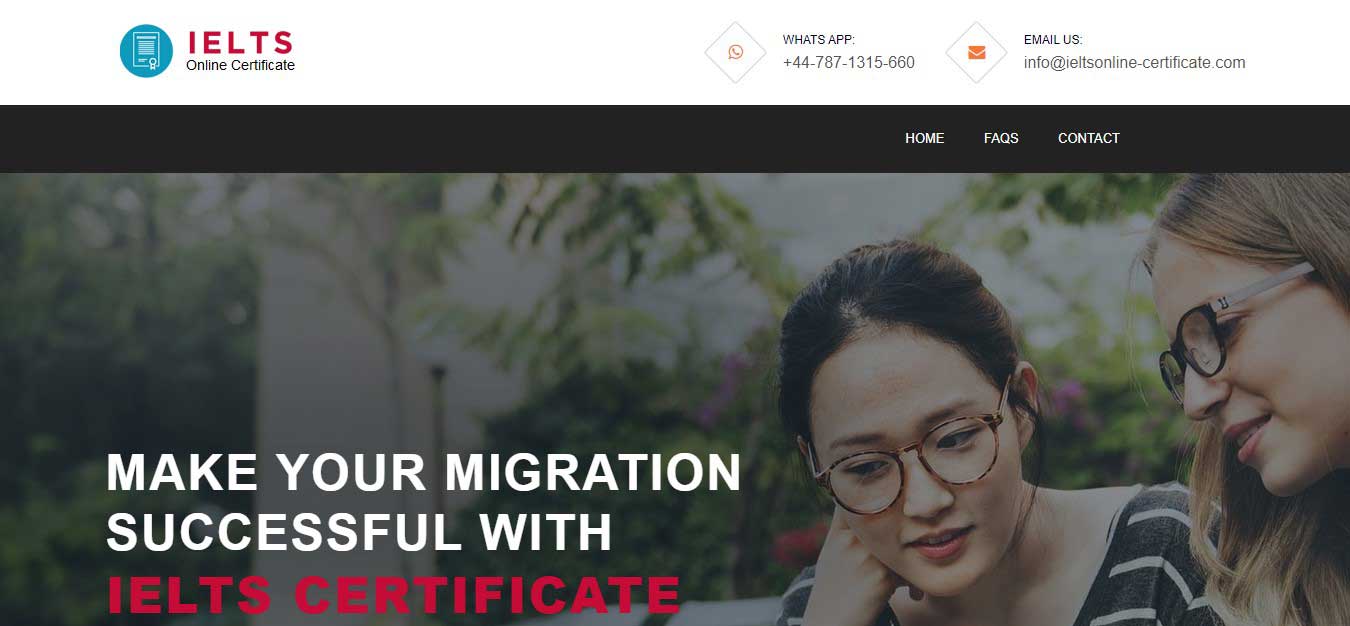 IELTS
Online Certificate
WHATS APP:
+44-787-1315-660
EMAIL US:
info@ieltsonline-certificate.com
HOME FAQS CONTACT
MAKE YOUR MIGRATION
SUCCESSFUL WITH
IELTS CERTIFICATE